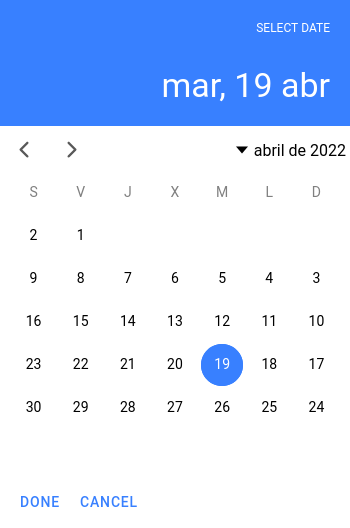 SELECT DATE
mar, 19 abr
abril de 2022
S V J X M L D
2 1
9 8 7 6 5 4 3
16 15 14 13 12 11 10
23 22 21 20 19 18 17
30 29 28 27 26 25 24
DONE CANCEL